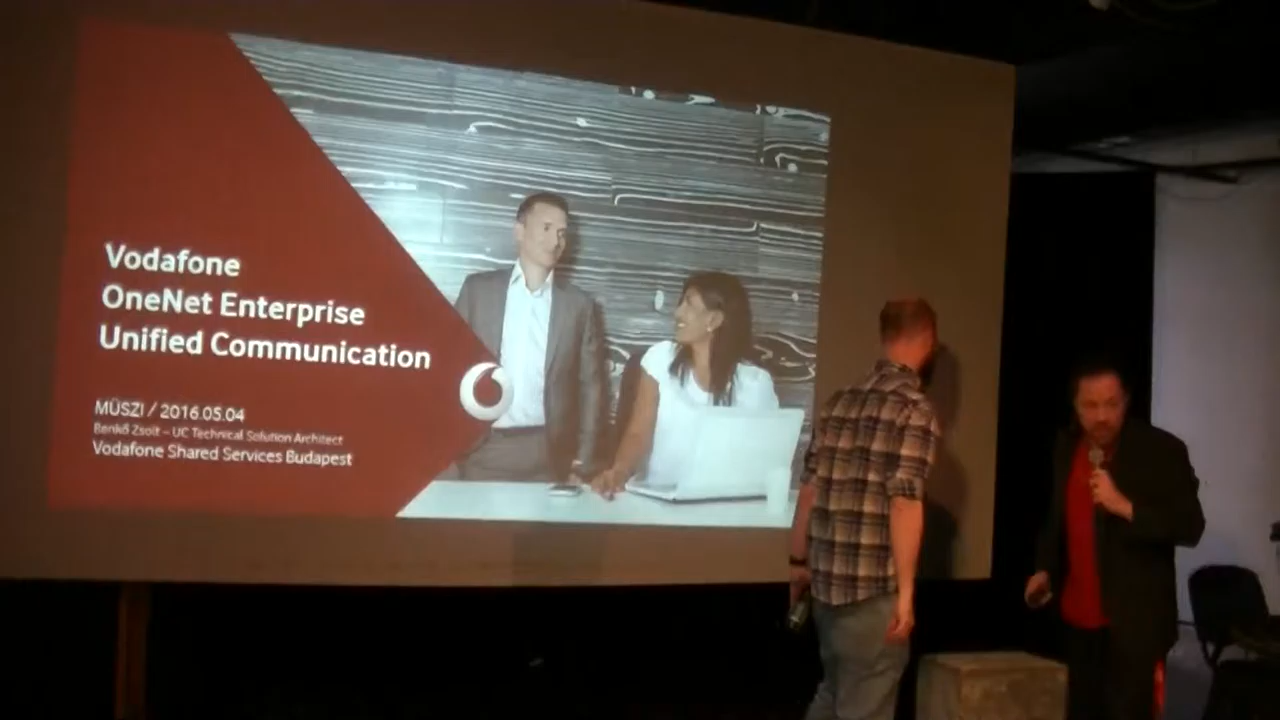 Vodafone
OneNet Enterprise
Unified Communication
MÜSZI / 2016.05.04
Benkő Zsolt – UC Technical Solution Architect
Vodafone Shared Services Budapest